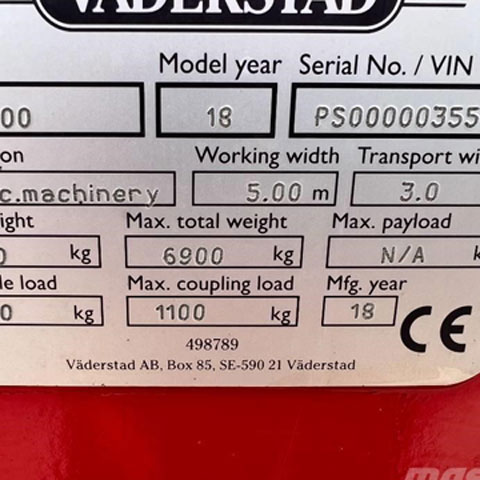 VÄDERSTAD
Model year Serial No. / VIN
00 18 PS00000355
on Working width Transport wi
c.machinery 5.00 m 3.0
ight Max. total weight Max. payload
0 kg 6900 kg N/A k
le load Max. coupling load Mfg. year
0 kg 1100 kg 18 CE
498789
Väderstad AB, Box 85, SE-590 21 Väderstad